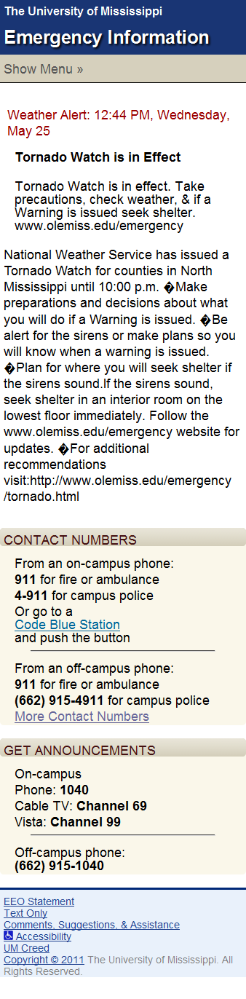 The University of Mississippi
Emergency Information
Show Menu »
Weather Alert: 12:44 PM, Wednesday,
May 25
Tornado Watch is in Effect
Tornado Watch is in effect. Take
precautions, check weather, & if a
Warning is issued seek shelter.
www.olemiss.edu/emergency
National Weather Service has issued a
Tornado Watch for counties in North
Mississippi until 10:00 p.m. �Make
preparations and decisions about what
you will do if a Warning is issued. �Be
alert for the sirens or make plans so you
will know when a warning is issued.
�Plan for where you will seek shelter if
the sirens sound.If the sirens sound,
seek shelter in an interior room on the
lowest floor immediately. Follow the
www.olemiss.edu/emergency website for
updates. �For additional
recommendations
visit:http://www.olemiss.edu/emergency
/tornado.html
CONTACT NUMBERS
From an on-campus phone:
911 for fire or ambulance
4-911 for campus police
Or go to a
Code Blue Station
and push the button
From an off-campus phone:
911 for fire or ambulance
(662) 915-4911 for campus police
More Contact Numbers
GET ANNOUNCEMENTS
On-campus
Phone: 1040
Cable TV: Channel 69
Vista: Channel 99
Off-campus phone:
(662) 915-1040
EEO Statement
Text Only
Comments, Suggestions, & Assistance
Accessibility
UM Creed
Copyright © 2011 The University of Mississippi. All
Rights Reserved.